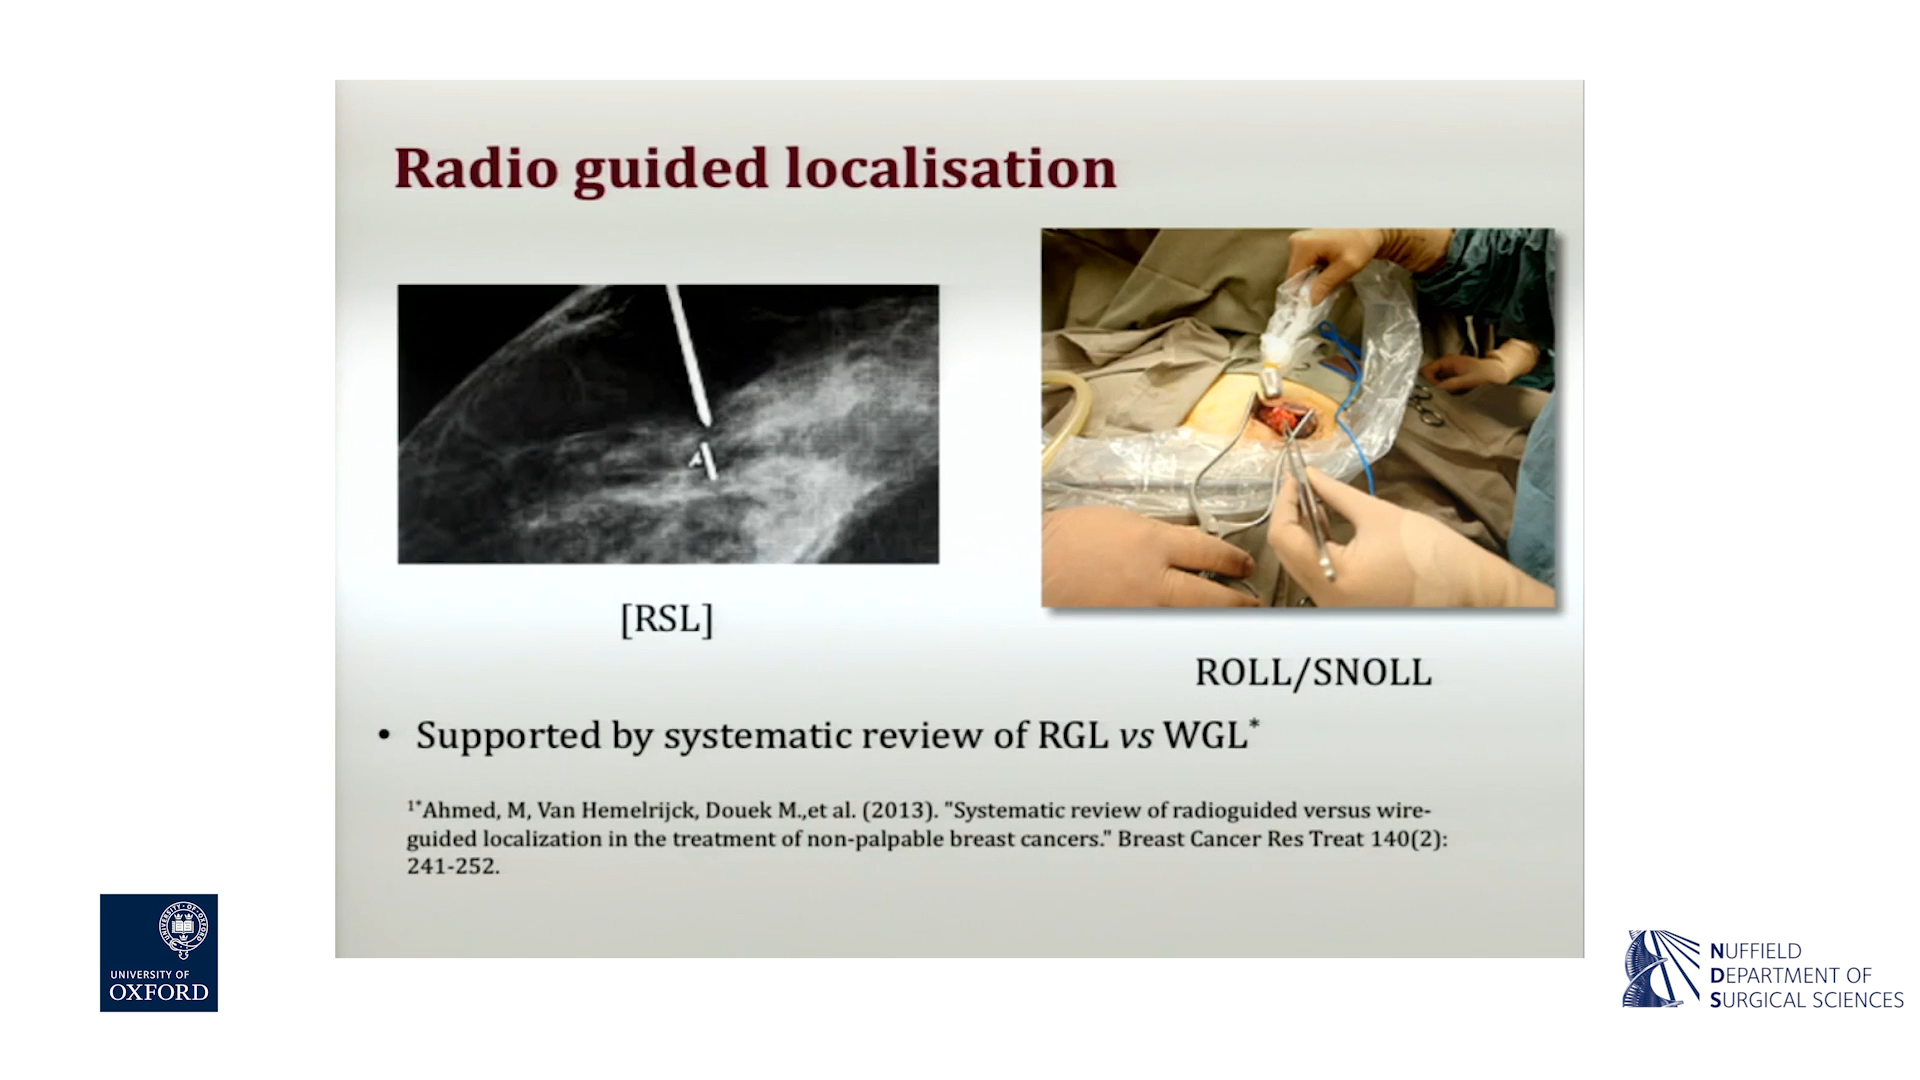 Radio guided localisation
[RSL]
ROLL/SNOLL
• Supported by systematic review of RGL vs WGL*
1*Ahmed, M, Van Hemelrijck, Douek M.,et al. (2013). "Systematic review of radioguided versus wire-
guided localization in the treatment of non-palpable breast cancers." Breast Cancer Res Treat 140(2):
241-252.
UNIVERSITY OF
OXFORD
NUFFIELD
DEPARTMENT OF
SURGICAL SCIENCES